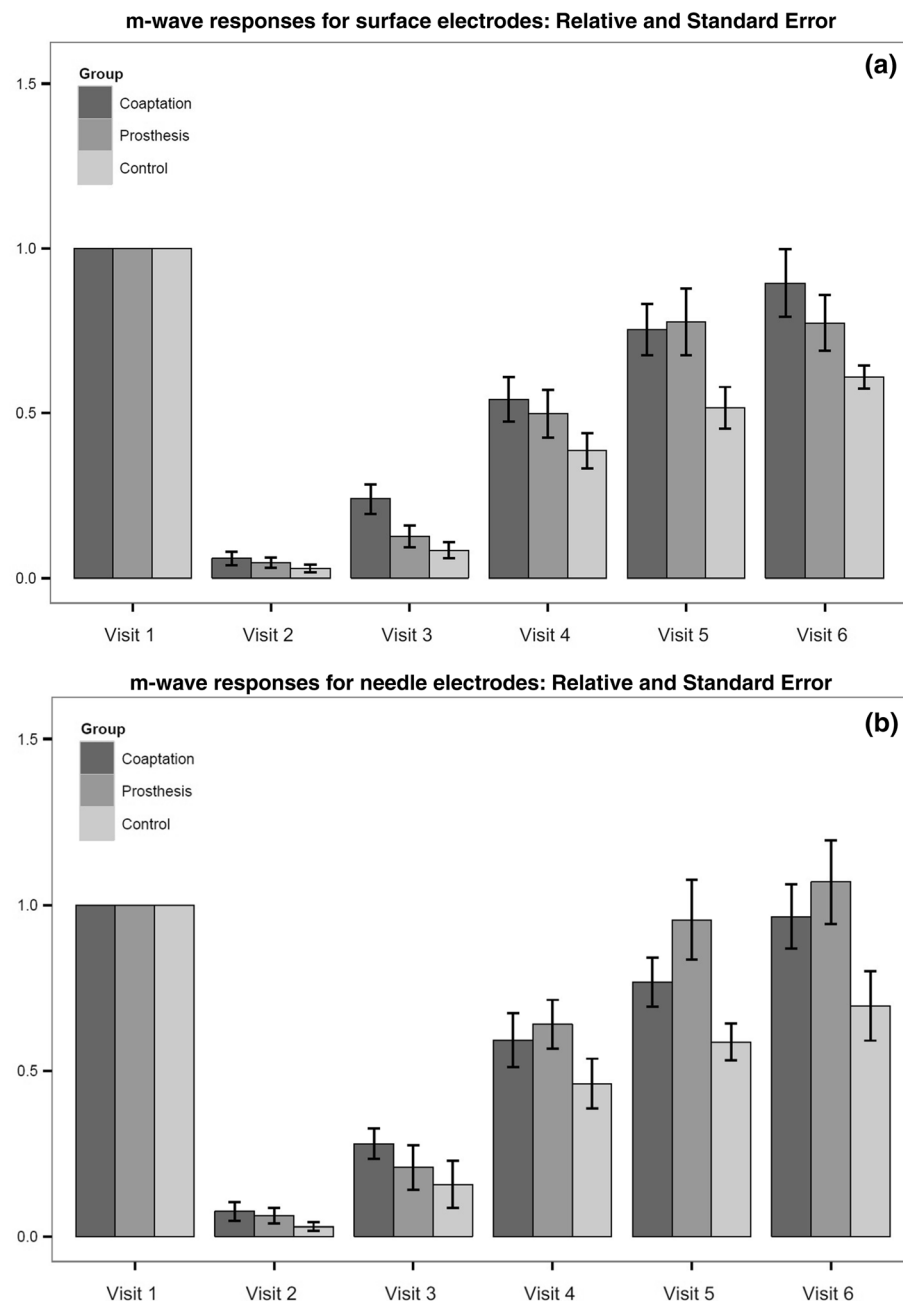 m-wave responses for surface electrodes: Relative and Standard Error
(a)
Group
Coaptation
Prosthesis
Control
1.5
1.0
0.5
0.0
Visit 1 Visit 2 Visit 3 Visit 4 Visit 5 Visit 6
m-wave responses for needle electrodes: Relative and Standard Error
(b)
Group
Coaptation
Prosthesis
Control
1.5
1.0
0.5
0.0
Visit 1 Visit 2 Visit 3 Visit 4 Visit 5 Visit 6